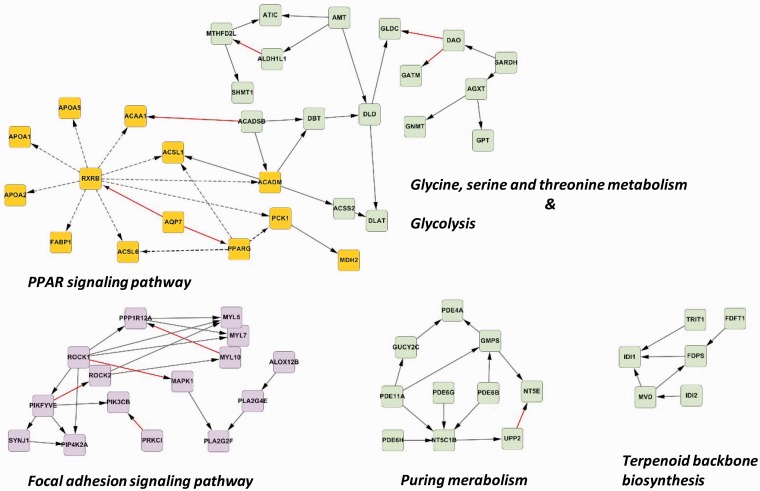 ATIC
AMT
MTHFD2L
GLDC
DAO
ALDH1L1
GATM
SARDH
SHMT1
AGXT
APOA5
ACAA1
ACADSB
DBT
DLD
GNMT
GPT
APOA1
ACSL1
RXRB
ACADM
Glycine, serine and threonine metabolism
&
Glycolysis
APOA2
ACSS2
DLAT
AQP7
PCK1
FABP1
ACSL6
PPARG
MDH2
PPAR signaling pathway
PPP1R12A
MYL5
MYL7
MYL10
ROCK1
ROCK2
ALOX12B
MAPK1
PIKFYVE
PIK3CB
PLA2G4E
SYNJ1
PIP4K2A
PRKCI
PLA2G2F
Focal adhesion signaling pathway
PDE4A
GUCY2C
GMPS
PDE11A
PDE6G
PDE6B
NT5E
PDE6H
NT5C1B
UPP2
Puring merabolism
TRIT1
FDFT1
IDI1
FDPS
MVD
IDI2
Terpenoid backbone
biosynthesis